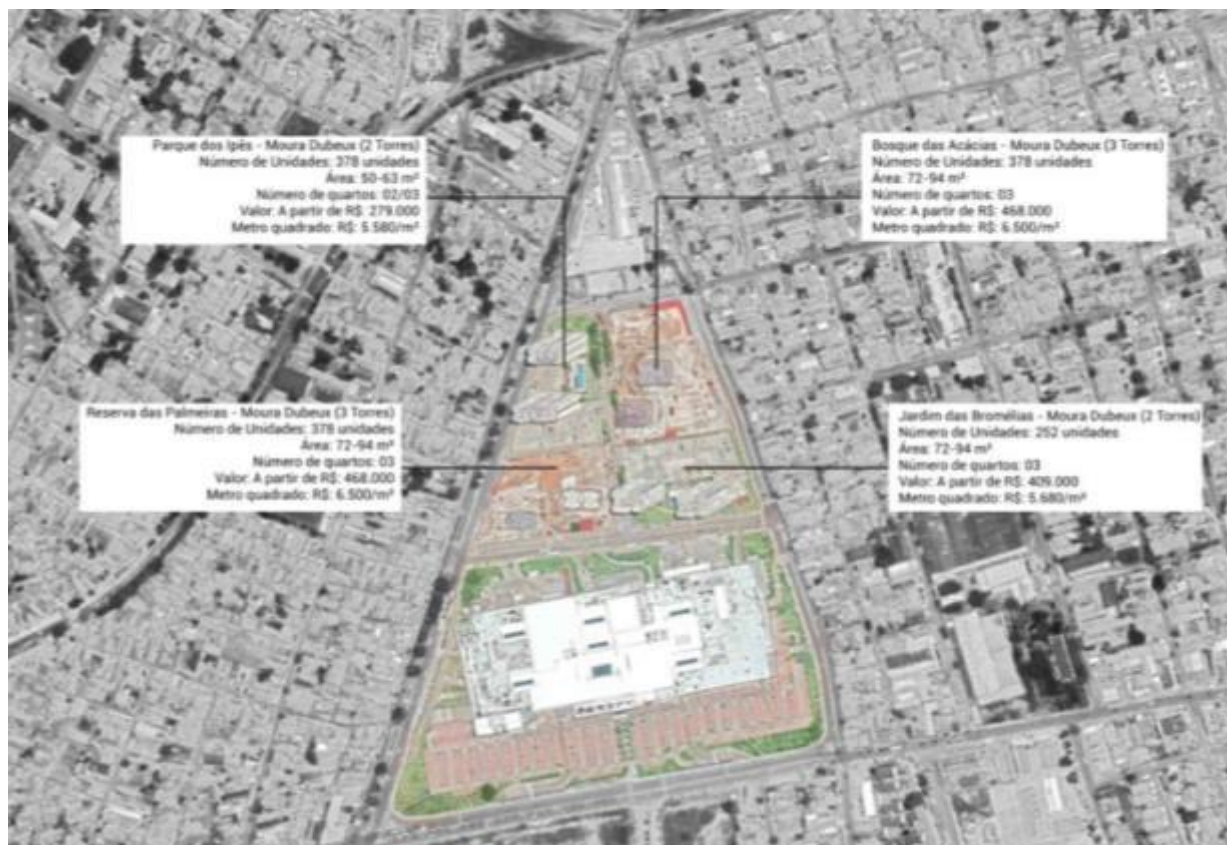 Parque dos Ipês - Moura Dubeux (2 Torres)
Número de Unidades: 378 unidades
Área: 50-63 m²
Número de quartos: 02/03
Valor: A partir de R$: 279.000
Metro quadrado: R$: 5.580/m²
Bosque das Acácias - Moura Dubeux (3 Torres)
Número de Unidades: 378 unidades
Área: 72-94 m²
Número de quartos: 03
Valor: A partir de R$: 468.000
Metro quadrado: R$: 6.500/m²
Reserva das Palmeiras - Moura Dubeux (3 Torres)
Número de Unidades: 378 unidades
Área: 72-94 m²
Número de quartos: 03
Valor: A partir de R$: 468.000
Metro quadrado: R$: 6.500/m²
Jardim das Bromélias - Moura Dubeux (2 Torres)
Número de Unidades: 252 unidades
Área: 72-94 m²
Número de quartos: 03
Valor: A partir de R$: 409.000
Metro quadrado: R$: 5.680/m²